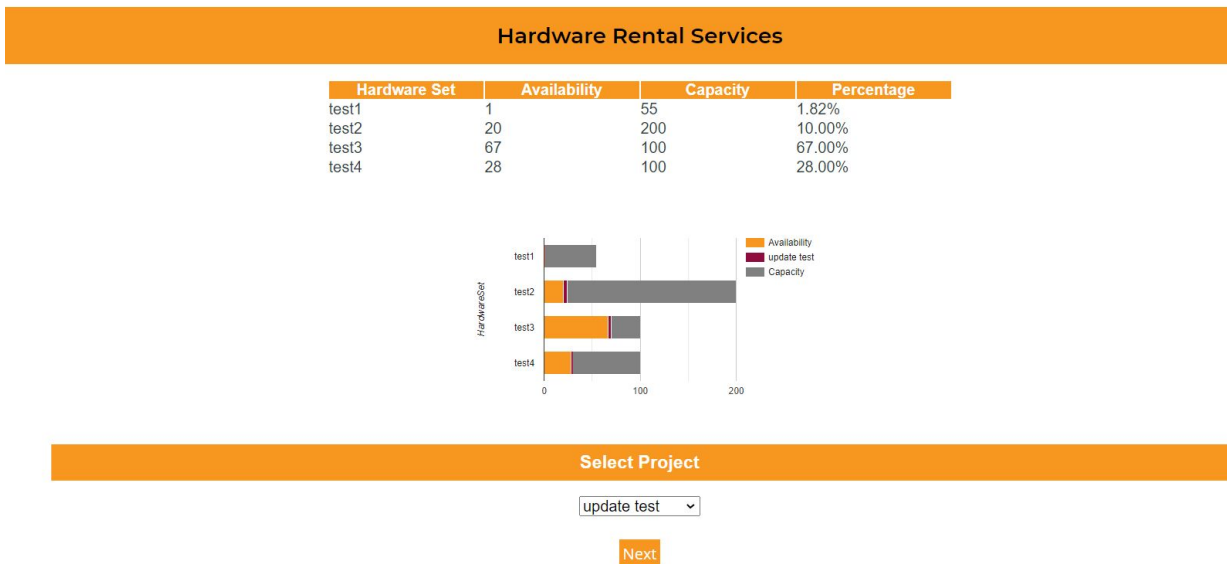 Hardware Rental Services
Hardware Set Availability Capacity Percentage
test1 1 55 1.82%
test2 20 200 10.00%
test3 67 100 67.00%
test4 28 100 28.00%
Availability
update test
Capacity
HardwareSet
test1
test2
test3
test4
0 100 200
Select Project
update test
Next